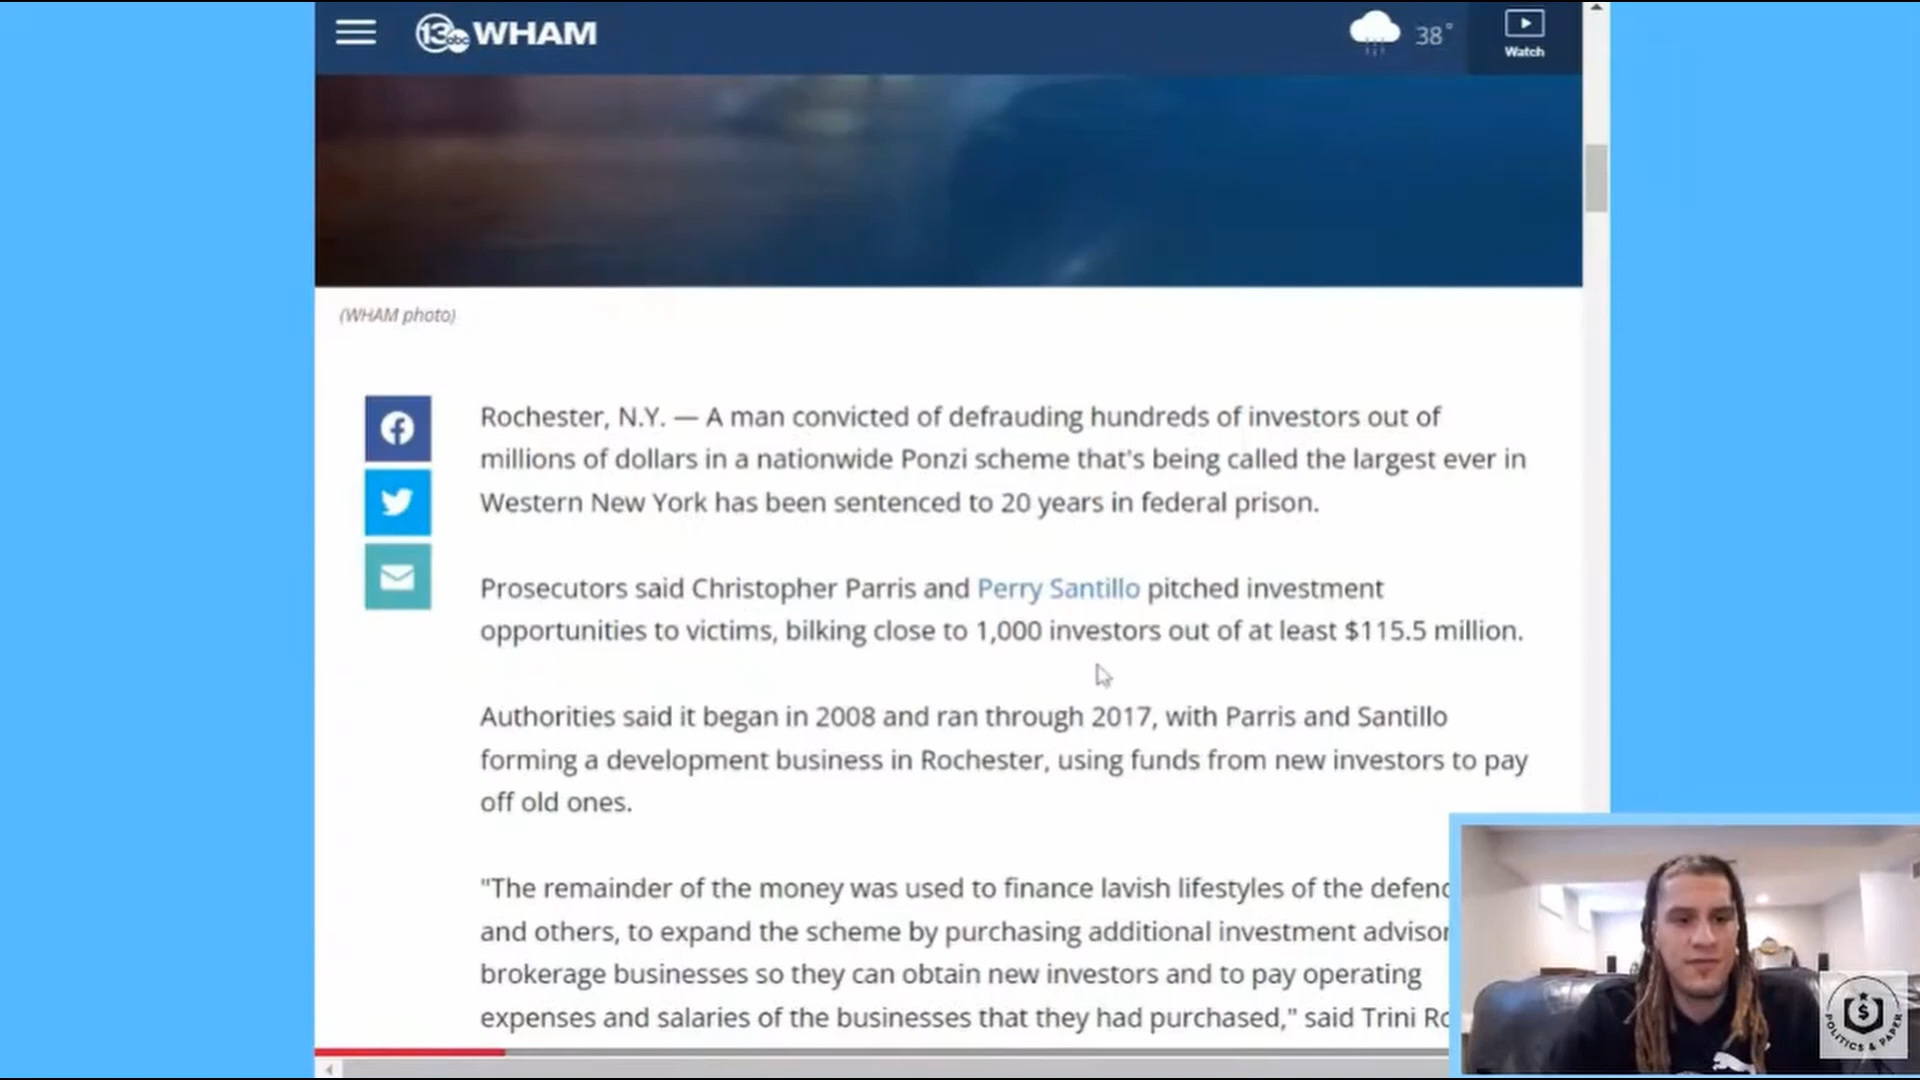 13 abc WHAM
38°
Watch
(WHAM photo)
Rochester, N.Y. — A man convicted of defrauding hundreds of investors out of
millions of dollars in a nationwide Ponzi scheme that's being called the largest ever in
Western New York has been sentenced to 20 years in federal prison.
Prosecutors said Christopher Parris and Perry Santillo pitched investment
opportunities to victims, bilking close to 1,000 investors out of at least $115.5 million.
Authorities said it began in 2008 and ran through 2017, with Parris and Santillo
forming a development business in Rochester, using funds from new investors to pay
off old ones.
"The remainder of the money was used to finance lavish lifestyles of the defend
and others, to expand the scheme by purchasing additional investment advisor
brokerage businesses so they can obtain new investors and to pay operating
expenses and salaries of the businesses that they had purchased," said Trini Ro
$
POLITICS & PAPER